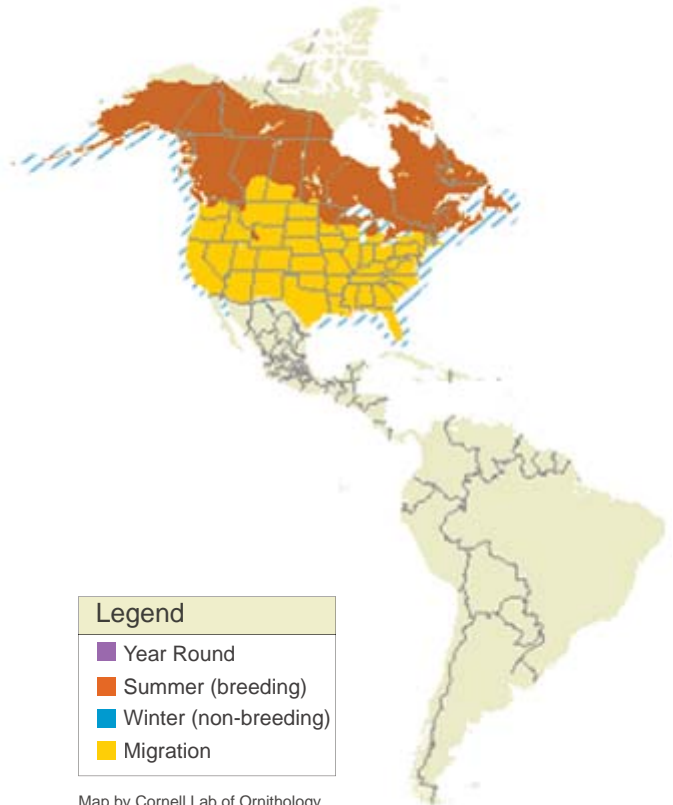 Legend
Year Round
Summer (breeding)
Winter (non-breeding)
Migration
Map by Cornell Lab of Ornithology